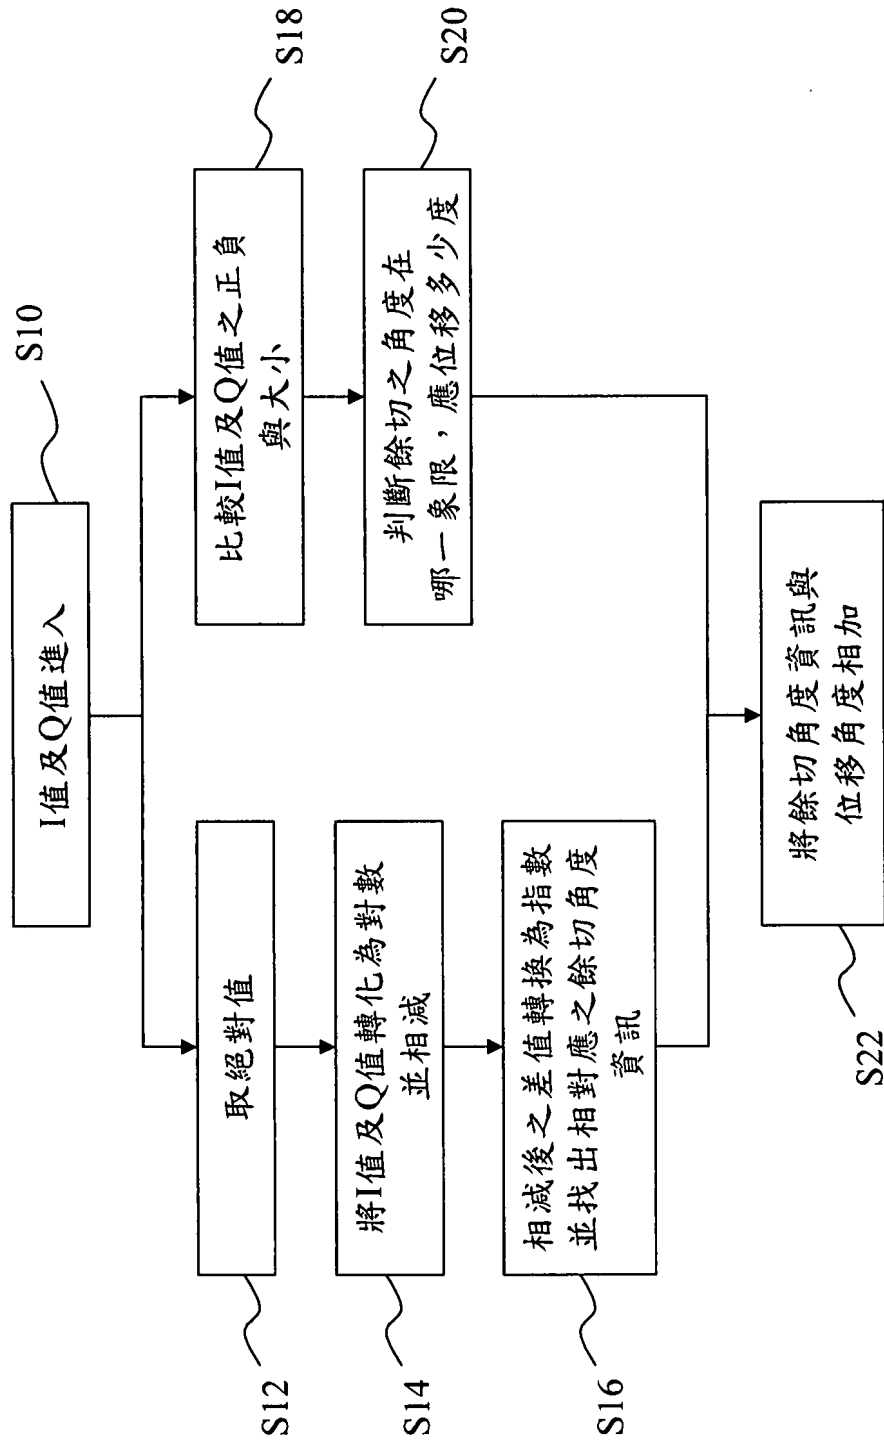 I值及Q值進入
S10
取絕對值
S12
將I值及Q值轉化為對數
並相減
S14
相減後之差值轉換為指數
並找出相對應之餘切角度
資訊
S16
比較I值及Q值之正負
與大小
S18
判斷餘切之角度在
哪一象限，應位移多少度
S20
將餘切角度資訊與
位移角度相加
S22